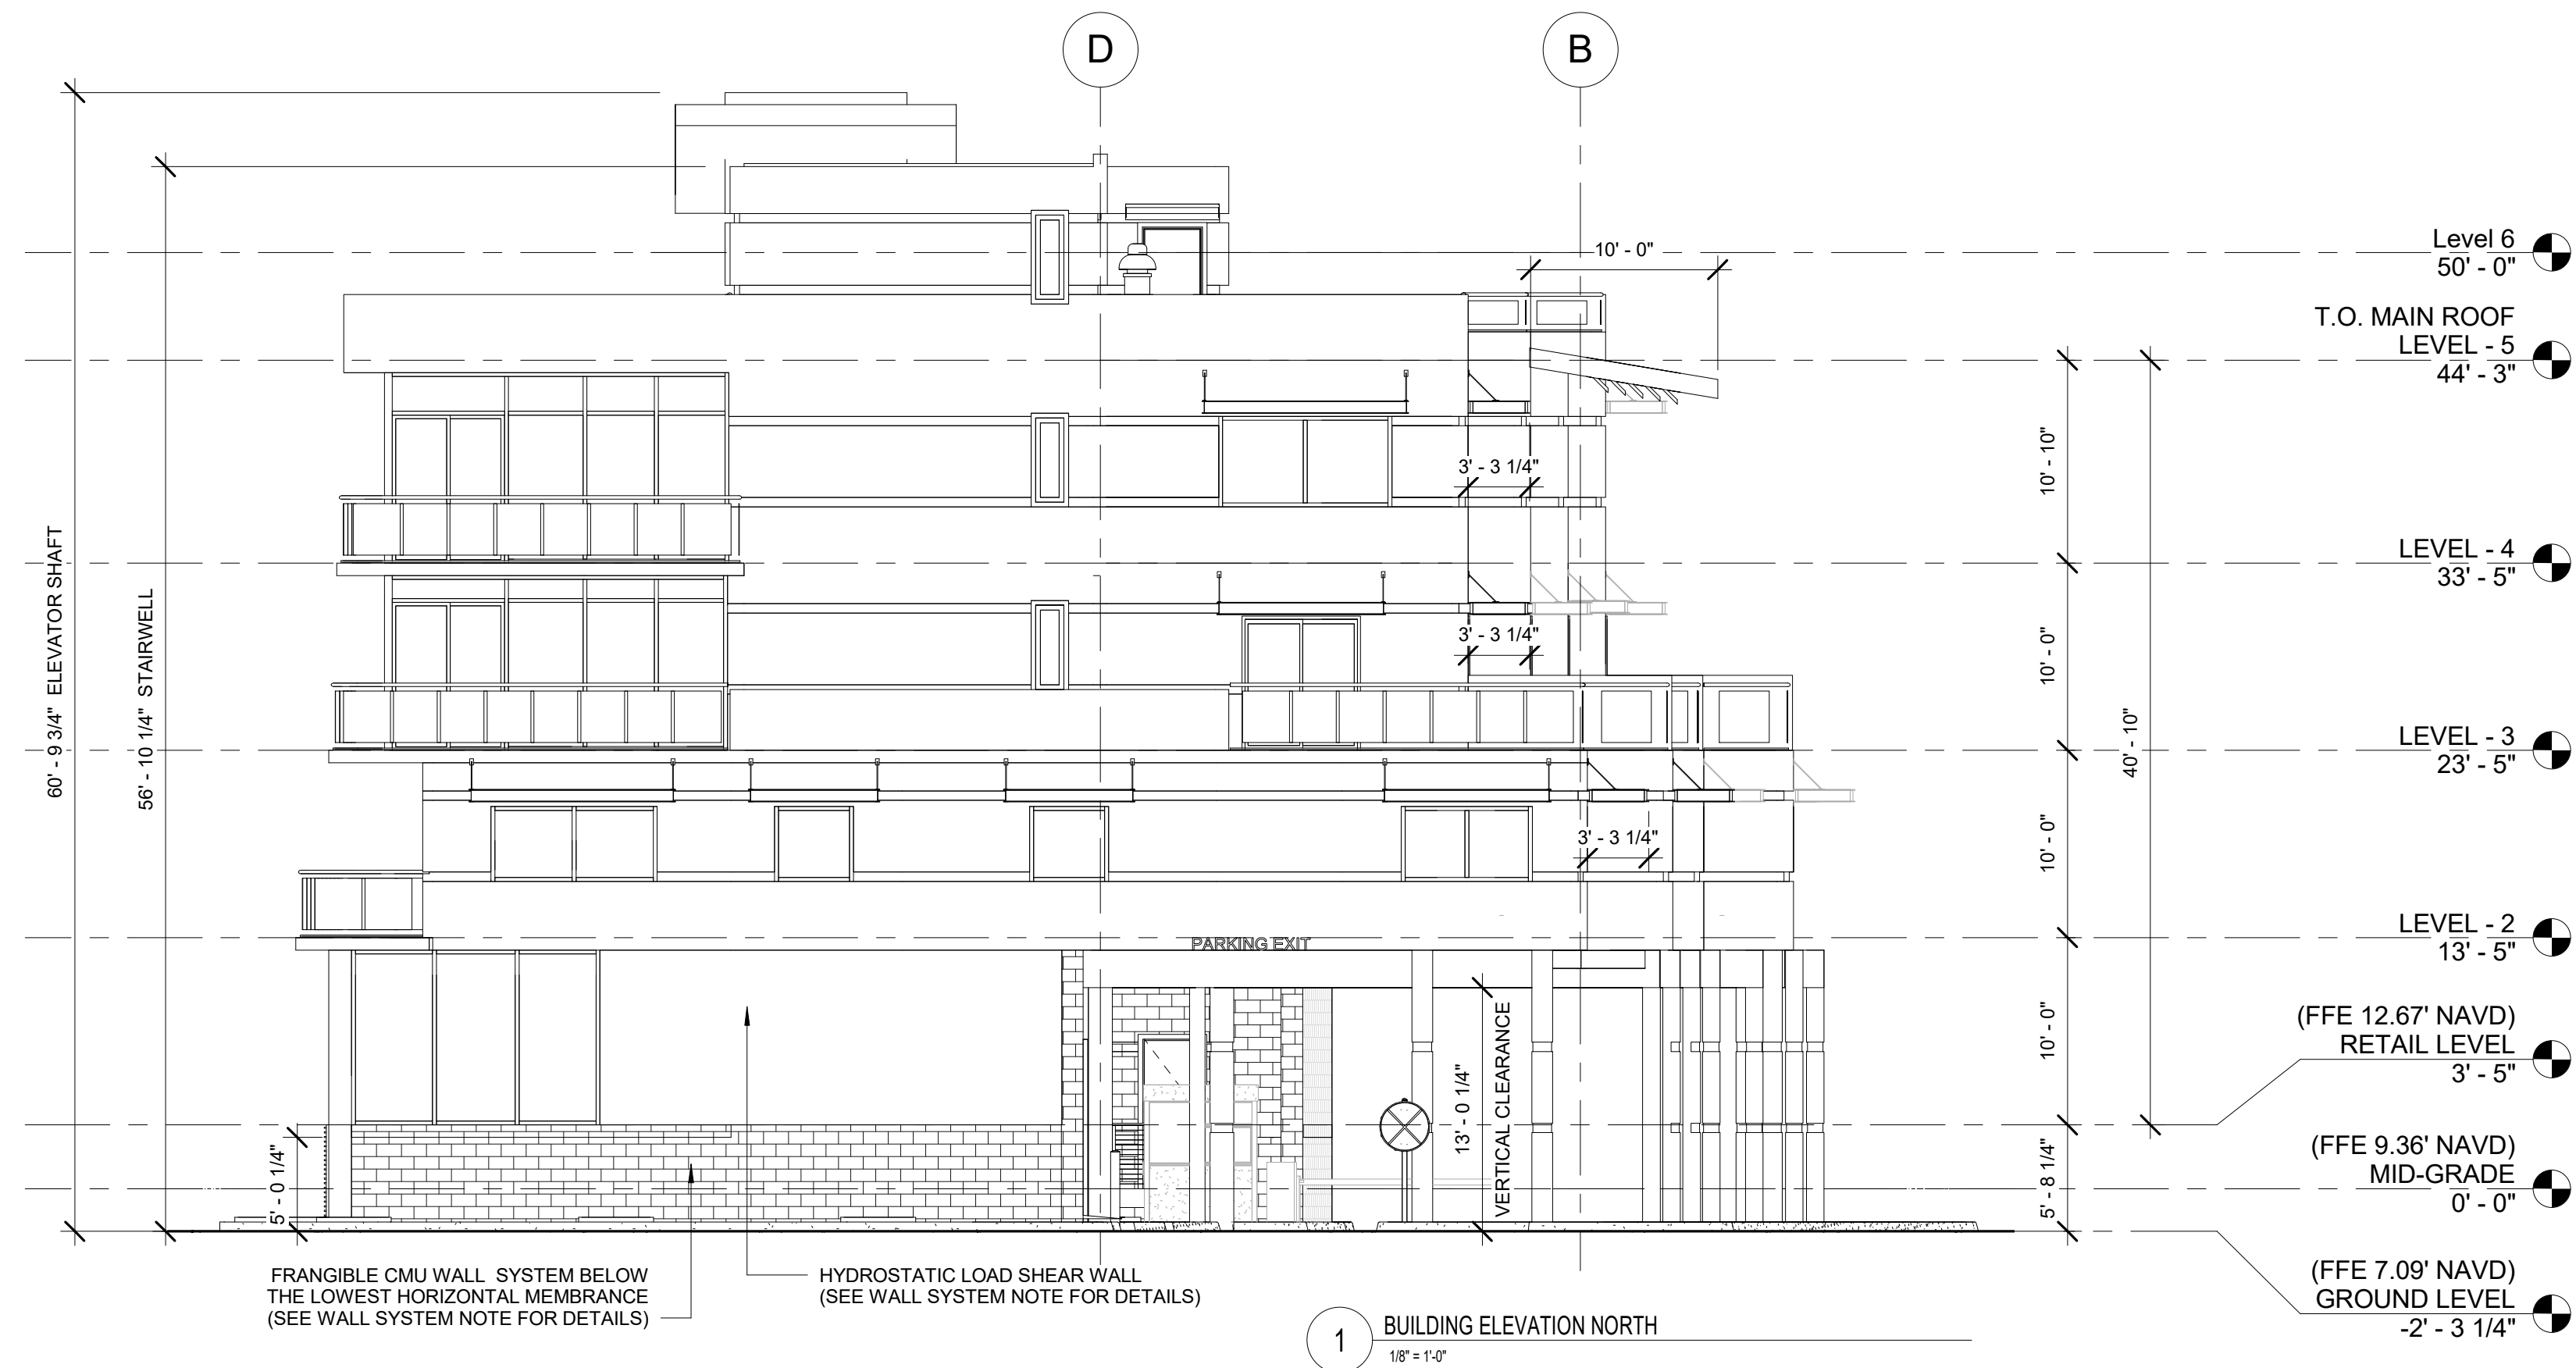 D
B
60' - 9 3/4" ELEVATOR SHAFT
56' - 10 1/4" STAIRWELL
10' - 0"
Level 6
50' - 0"
T.O. MAIN ROOF
LEVEL - 5
44' - 3"
10' - 10"
3' - 3 1/4"
LEVEL - 4
33' - 5"
10' - 0"
3' - 3 1/4"
40' - 10"
LEVEL - 3
23' - 5"
10' - 0"
3' - 3 1/4"
LEVEL - 2
13' - 5"
PARKING EXIT
10' - 0"
(FFE 12.67' NAVD)
RETAIL LEVEL
3' - 5"
13' - 0 1/4"
VERTICAL CLEARANCE
5' - 0 1/4"
5' - 8 1/4"
(FFE 9.36' NAVD)
MID-GRADE
0' - 0"
(FFE 7.09' NAVD)
GROUND LEVEL
-2' - 3 1/4"
FRANGIBLE CMU WALL SYSTEM BELOW
THE LOWEST HORIZONTAL MEMBRANCE
(SEE WALL SYSTEM NOTE FOR DETAILS)
HYDROSTATIC LOAD SHEAR WALL
(SEE WALL SYSTEM NOTE FOR DETAILS)
1
BUILDING ELEVATION NORTH
1/8" = 1'-0"